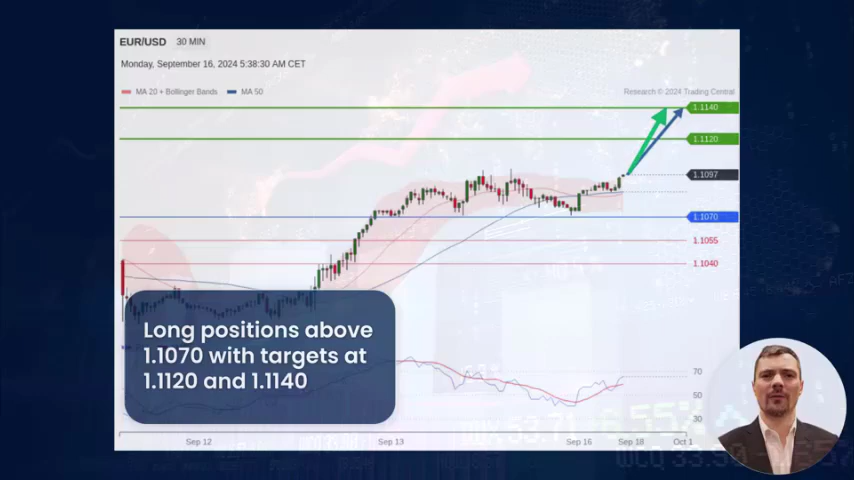 EUR/USD 30 MIN
Monday, September 16, 2024 5:38:30 AM CET
MA 20 + Bollinger Bands MA 50
Research © 2024 Trading Central
1.1140
1.1120
1.1097
1.1070
1.1055
1.1040
Long positions above
1.1070 with targets at
1.1120 and 1.1140
70
50
30
Sep 12 Sep 13 Sep 16 Sep 18 Oct 1